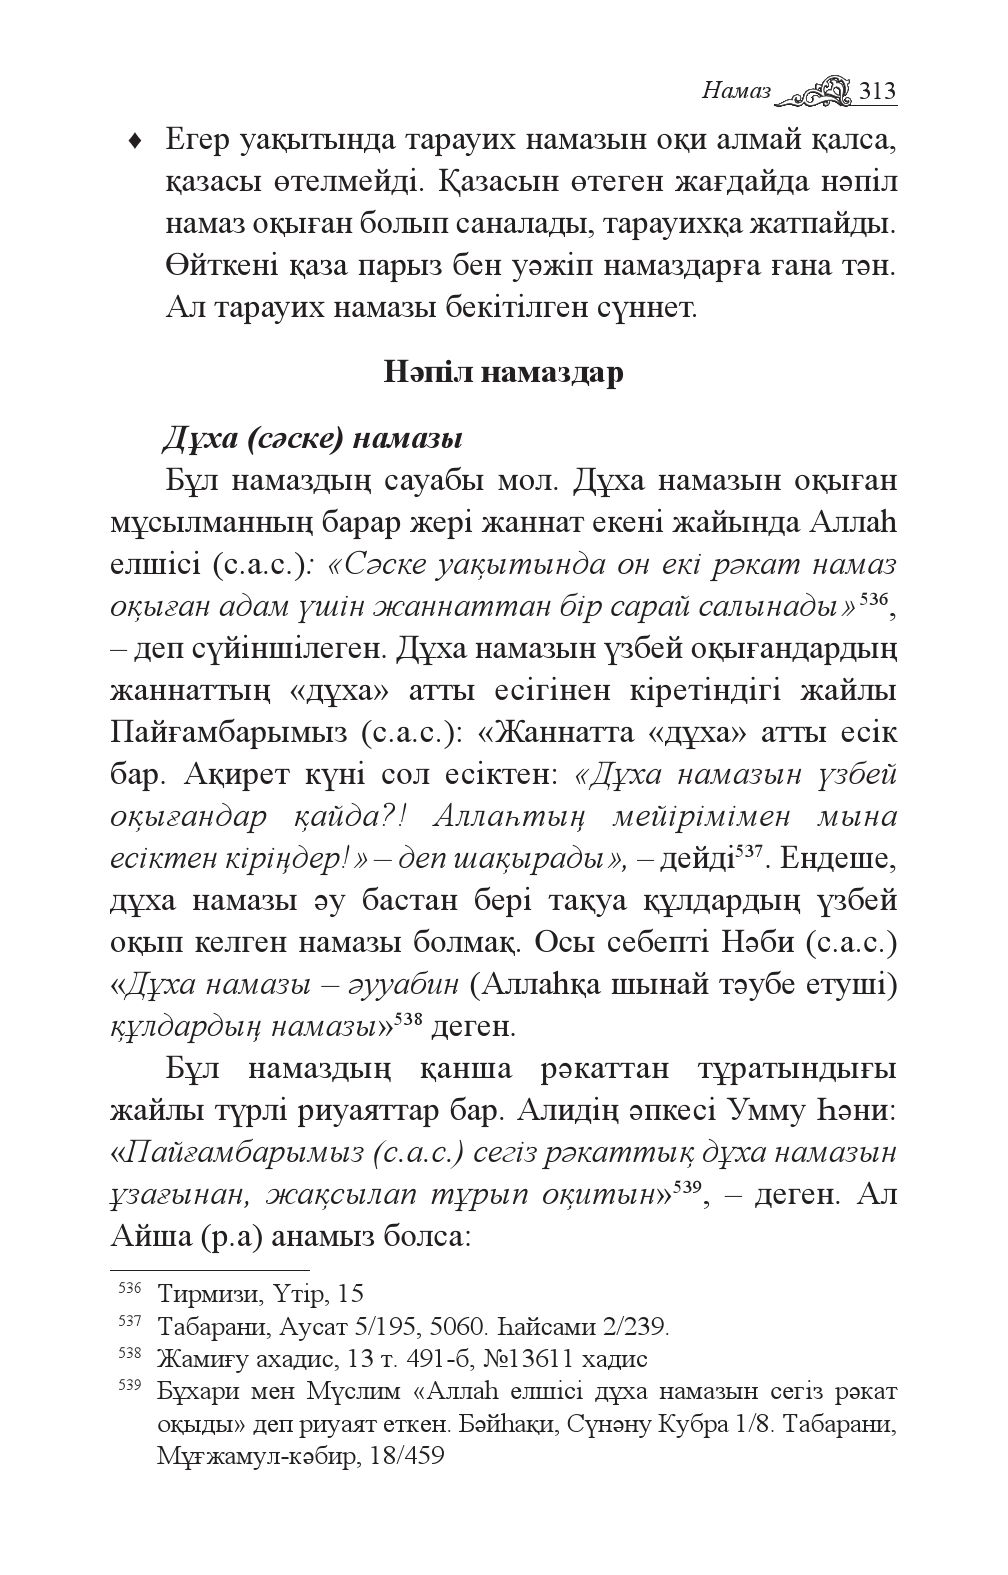 Намаз 313
♦ Егер уақытында тарауих намазын оқи алмай қалса,
қазасы өтелмейді. Қазасын өтеген жағдайда нәпіл
намаз оқыған болып саналады, тарауихқа жатпайды.
Өйткені қаза парыз бен уәжіп намаздарға ғана тән.
Ал тарауих намазы бекітілген сүннет.
Нәпіл намаздар
Дұха (сәске) намазы
Бұл намаздың сауабы мол. Дұха намазын оқыған
мұсылманның барар жері жаннат екені жайында Аллаһ
елшісі (с.а.с.): «Сәске уақытында он екі рәкат намаз
оқыған адам үшін жаннаттан бір сарай салынады»536,
– деп сүйіншілеген. Дұха намазын үзбей оқығандардың
жаннаттың «дұха» атты есігінен кіретіндігі жайлы
Пайғамбарымыз (с.а.с.): «Жаннатта «дұха» атты есік
бар. Ақирет күні сол есіктен: «Дұха намазын үзбей
оқығандар қайда?! Аллаһтың мейірімімен мына
есіктен кіріңдер!» – деп шақырады», – дейді537. Ендеше,
дұха намазы әу бастан бері тақуа құлдардың үзбей
оқып келген намазы болмақ. Осы себепті Нәби (с.а.с.)
«Дұха намазы – әууабин (Аллаһқа шынай тәубе етуші)
құлдардың намазы»538 деген.
Бұл намаздың қанша рәкаттан тұратындығы
жайлы түрлі риуаяттар бар. Алидің әпкесі Умму Һәни:
«Пайғамбарымыз (с.а.с.) сегіз рәкаттық дұха намазын
ұзағынан, жақсылап тұрып оқитын»539, – деген. Ал
Айша (р.а) анамыз болса:
536 Тирмизи, Үтір, 15
537 Табарани, Аусат 5/195, 5060. Һайсами 2/239.
538 Жамиғу ахадис, 13 т. 491-б, №13611 хадис
539 Бұхари мен Мүслим «Аллаһ елшісі дұха намазын сегіз рәкат
оқыды» деп риуаят еткен. Бәйһақи, Сүнәну Кубра 1/8. Табарани,
Мұғжамул-кәбир, 18/459